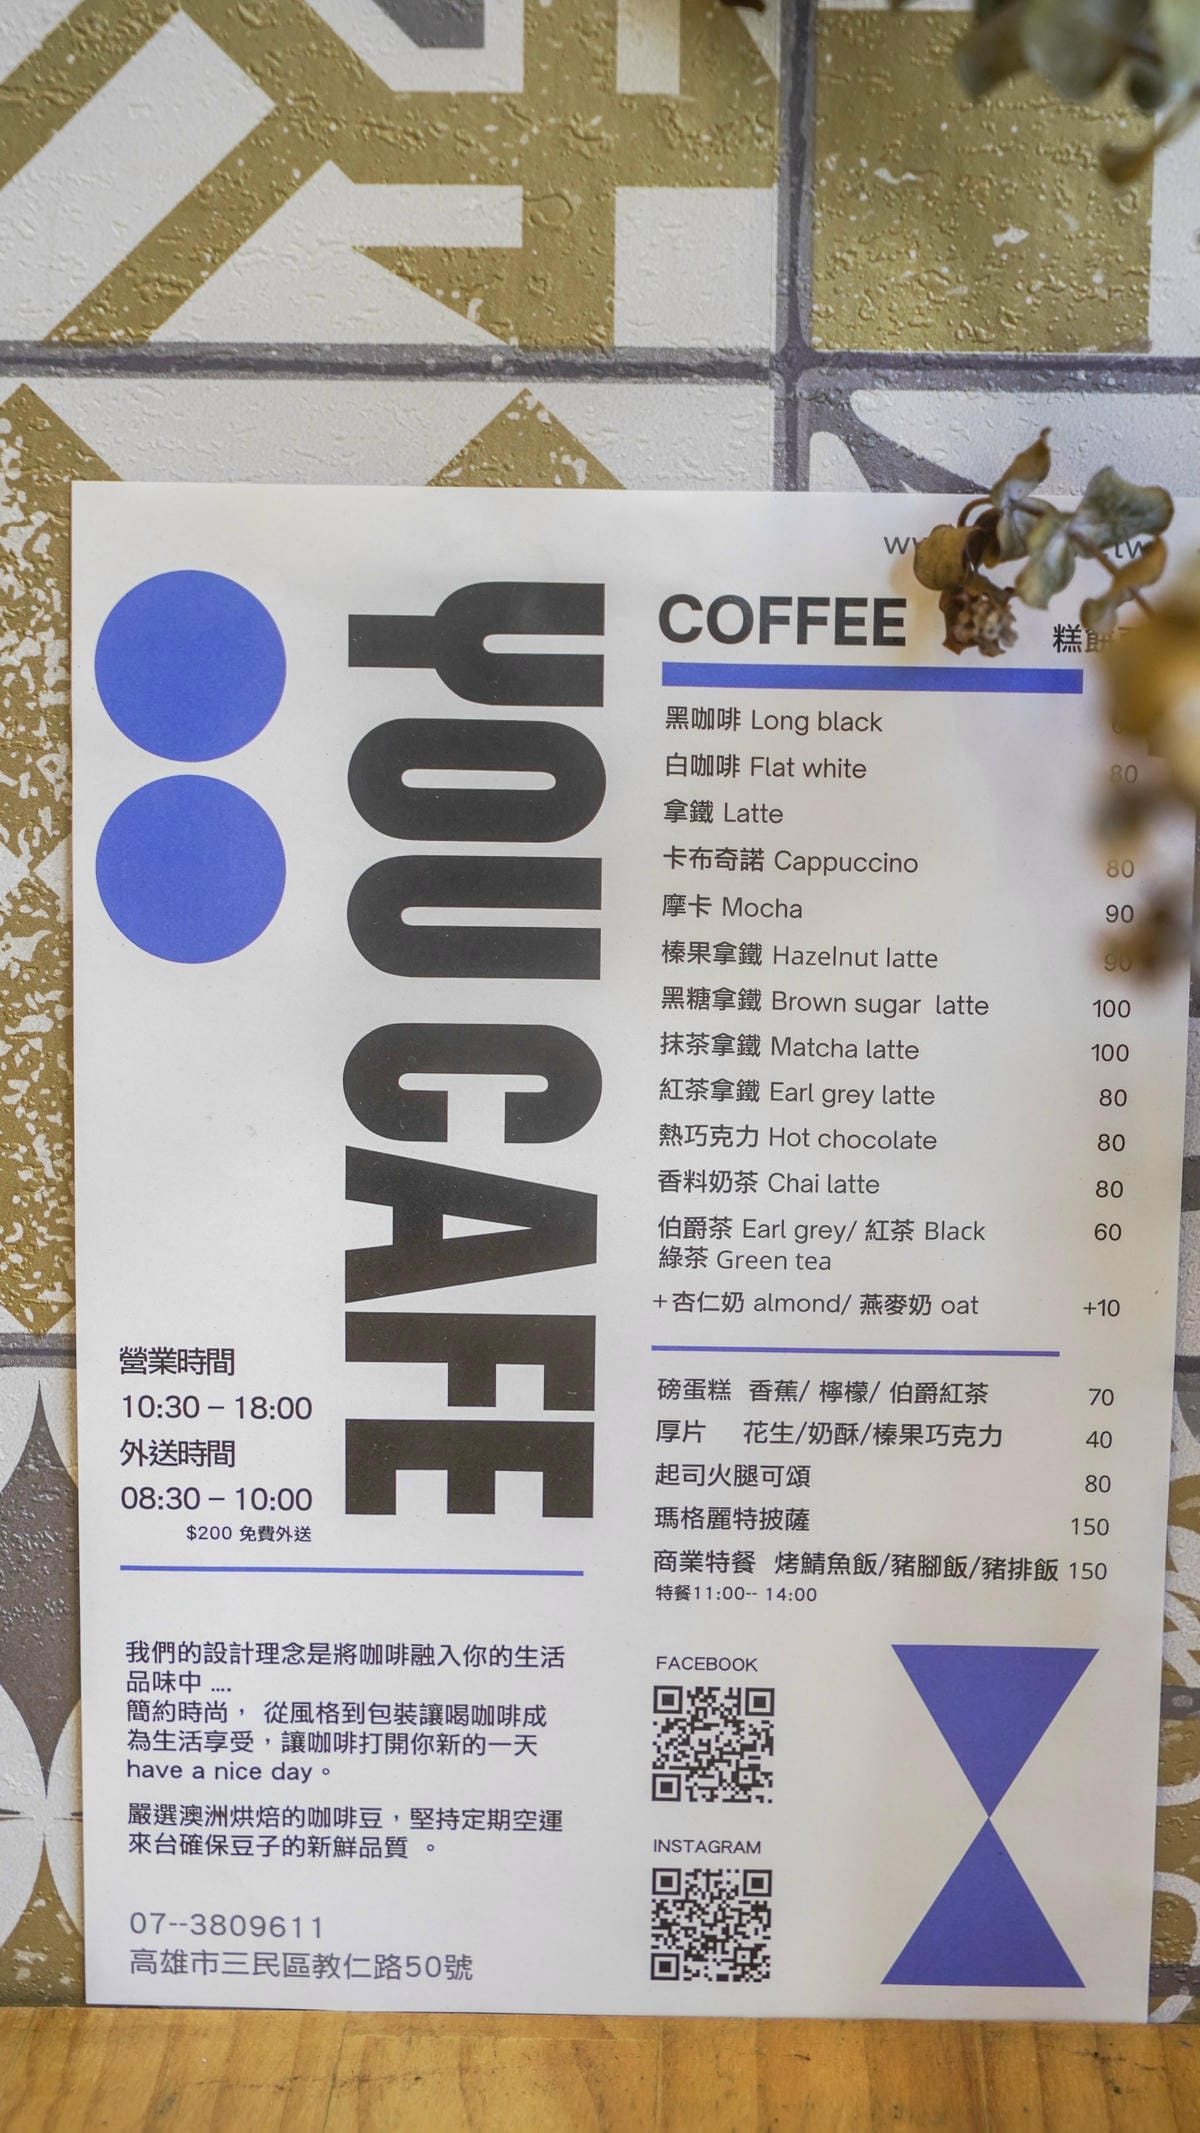 YOU CAFE
COFFEE
黑咖啡 Long black
白咖啡 Flat white 80
拿鐵 Latte
卡布奇諾 Cappuccino 80
摩卡 Mocha 90
榛果拿鐵 Hazelnut latte 90
黑糖拿鐵 Brown sugar latte 100
抹茶拿鐵 Matcha latte 100
紅茶拿鐵 Earl grey latte 80
熱巧克力 Hot chocolate 80
香料奶茶 Chai latte 80
伯爵茶 Earl grey/ 紅茶 Black 60
綠茶 Green tea
+杏仁奶 almond/ 燕麥奶 oat +10
磅蛋糕 香蕉/ 檸檬/ 伯爵紅茶 70
厚片 花生/奶酥/榛果巧克力 40
起司火腿可頌 80
瑪格麗特披薩 150
商業特餐 烤鯖魚飯/豬腳飯/豬排飯 150
特餐11:00-- 14:00
營業時間
10:30 – 18:00
外送時間
08:30 – 10:00
$200 免費外送
我們的設計理念是將咖啡融入你的生活
品味中 ....
簡約時尚， 從風格到包裝讓喝咖啡成
為生活享受，讓咖啡打開你新的一天
have a nice day。
嚴選澳洲烘焙的咖啡豆，堅持定期空運
來台確保豆子的新鮮品質 。
07--3809611
高雄市三民區教仁路50號
FACEBOOK
INSTAGRAM